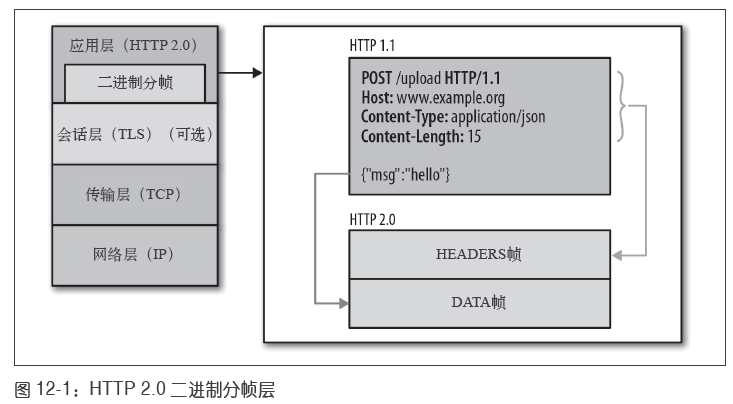 应用层（HTTP 2.0）
二进制分帧
会话层（TLS）（可选）
传输层（TCP）
网络层（IP）
HTTP 1.1
POST /upload HTTP/1.1
Host: www.example.org
Content-Type: application/json
Content-Length: 15
{"msg":"hello"}
HTTP 2.0
HEADERS帧
DATA帧
图 12-1：HTTP 2.0 二进制分帧层